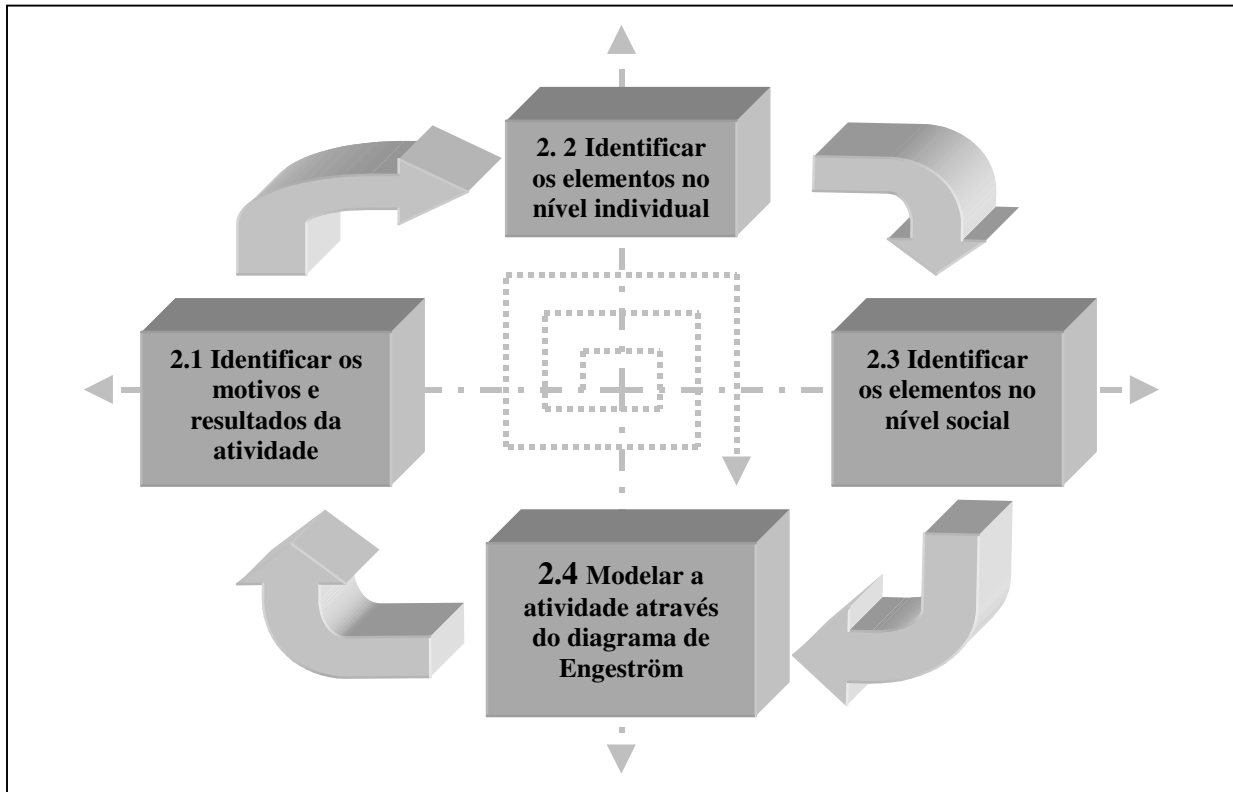 2. 2 Identificar
os elementos no
nível individual
2.1 Identificar os
motivos e
resultados da
atividade
2.3 Identificar
os elementos no
nível social
2.4 Modelar a
atividade através
do diagrama de
Engeström